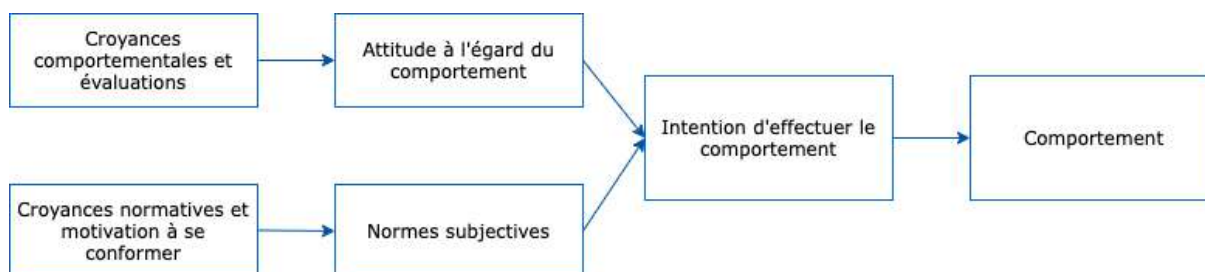 Croyances
comportementales et
évaluations
Attitude à l'égard du
comportement
Intention d'effectuer le
comportement
Comportement
Croyances normatives et
motivation à se
conformer
Normes subjectives